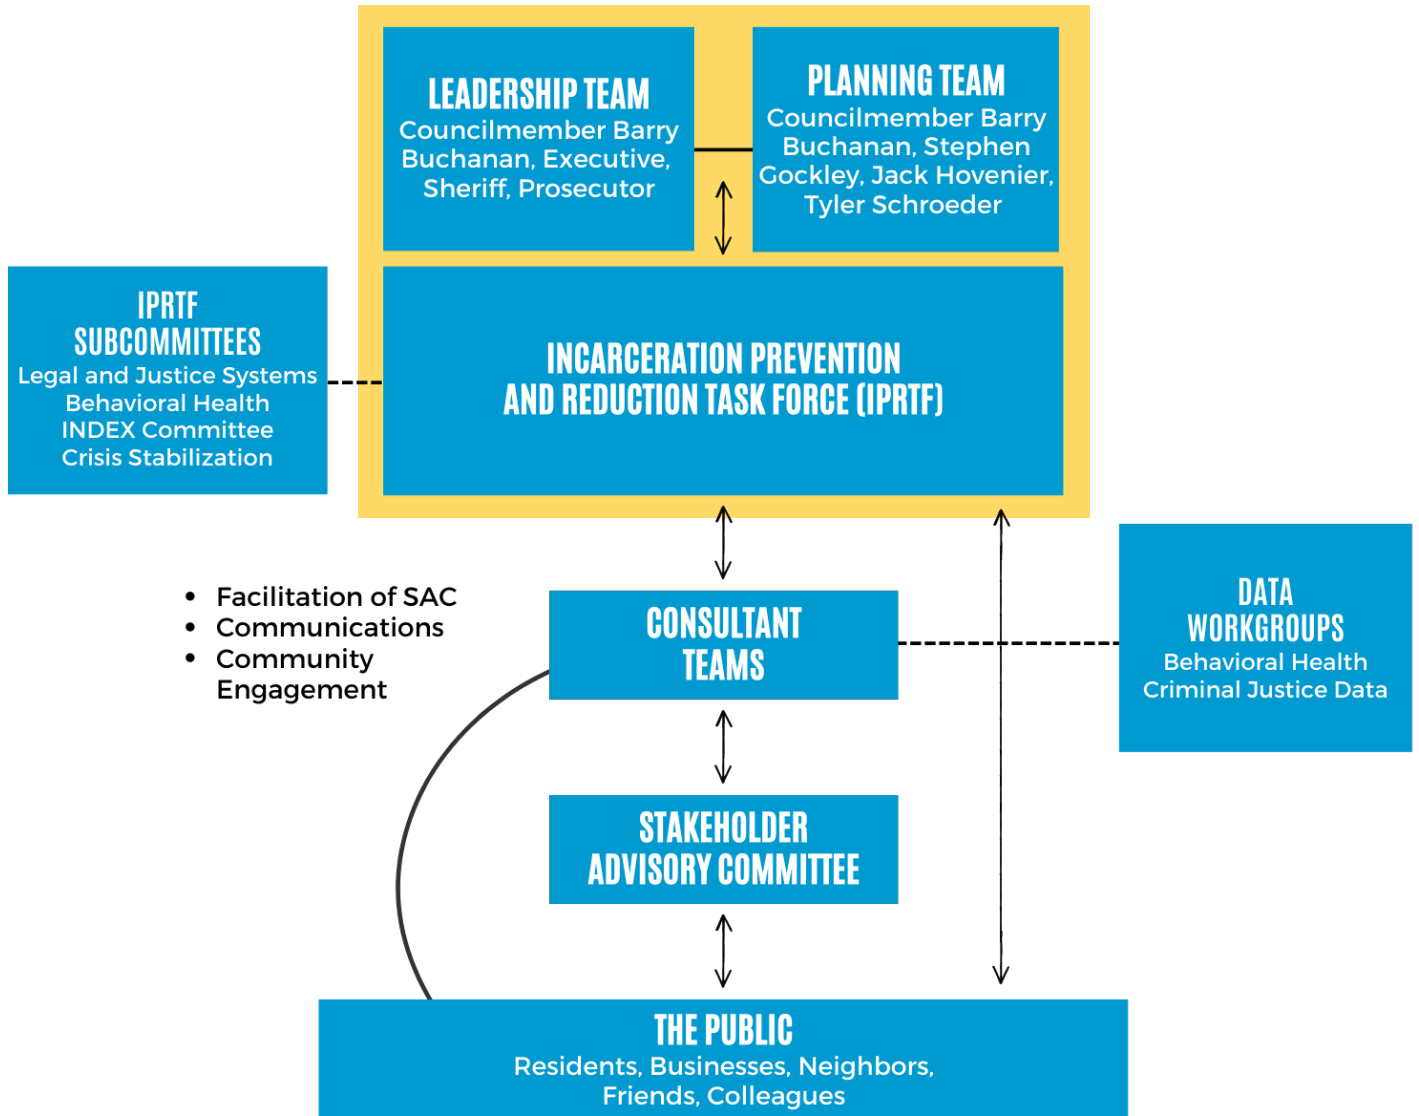 LEADERSHIP TEAM
Councilmember Barry
Buchanan, Executive,
Sheriff, Prosecutor
PLANNING TEAM
Councilmember Barry
Buchanan, Stephen
Gockley, Jack Hovenier,
Tyler Schroeder
IPRTF
SUBCOMMITTEES
Legal and Justice Systems
Behavioral Health
INDEX Committee
Crisis Stabilization
INCARCERATION PREVENTION
AND REDUCTION TASK FORCE (IPRTF)
• Facilitation of SAC
• Communications
• Community
Engagement
CONSULTANT
TEAMS
DATA
WORKGROUPS
Behavioral Health
Criminal Justice Data
STAKEHOLDER
ADVISORY COMMITTEE
THE PUBLIC
Residents, Businesses, Neighbors,
Friends, Colleagues